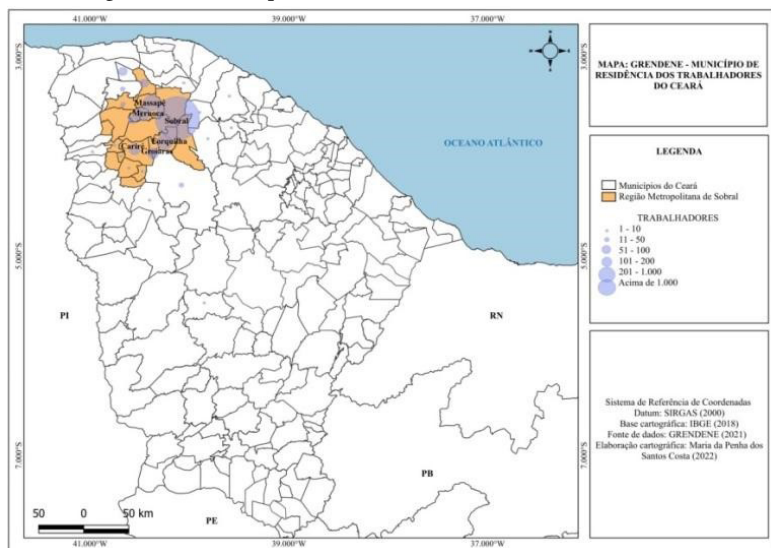 41.000°W
39.000°W
37.000°W
3.000°S
3.000°S
Massapê
Meruoca
Sobral
Cariré
Forquilha
Groaíras
OCEANO ATLÂNTICO
5.000°S
5.000°S
PI
RN
7.000°S
7.000°S
PB
PE
50 0 50 km
41.000°W
39.000°W
37.000°W
MAPA: GRENDENE - MUNICÍPIO DE
RESIDÊNCIA DOS TRABALHADORES
DO CEARÁ
LEGENDA
Municípios do Ceará
Região Metropolitana de Sobral
TRABALHADORES
1 - 10
11 - 50
51 - 100
101 - 200
201 - 1.000
Acima de 1.000
Sistema de Referência de Coordenadas
Datum: SIRGAS (2000)
Base cartográfica: IBGE (2018)
Fonte de dados: GRENDENE (2021)
Elaboração cartográfica: Maria da Penha dos
Santos Costa (2022)